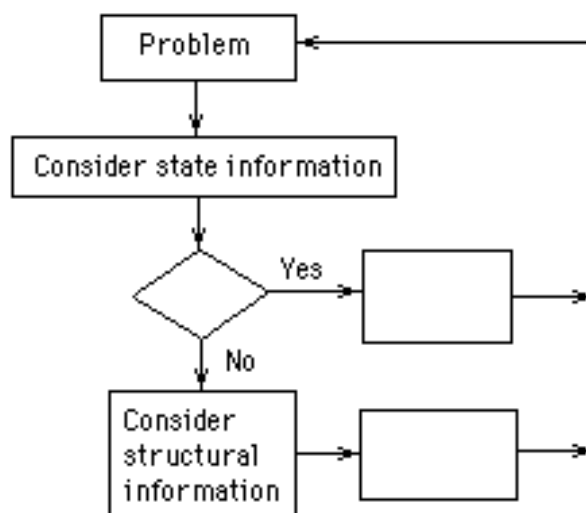 Problem
Consider state information
Yes
No
Consider
structural
information